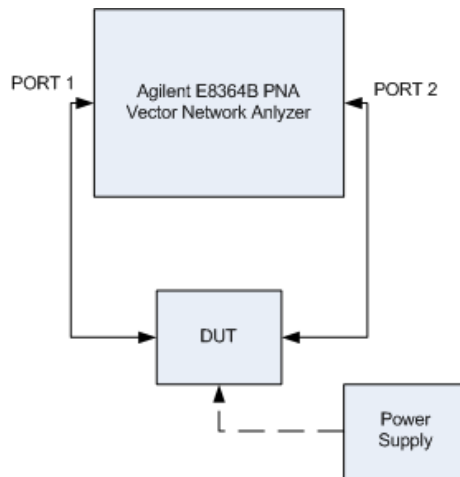 PORT 1
Agilent E8364B PNA
Vector Network Anlyzer
PORT 2
DUT
Power
Supply